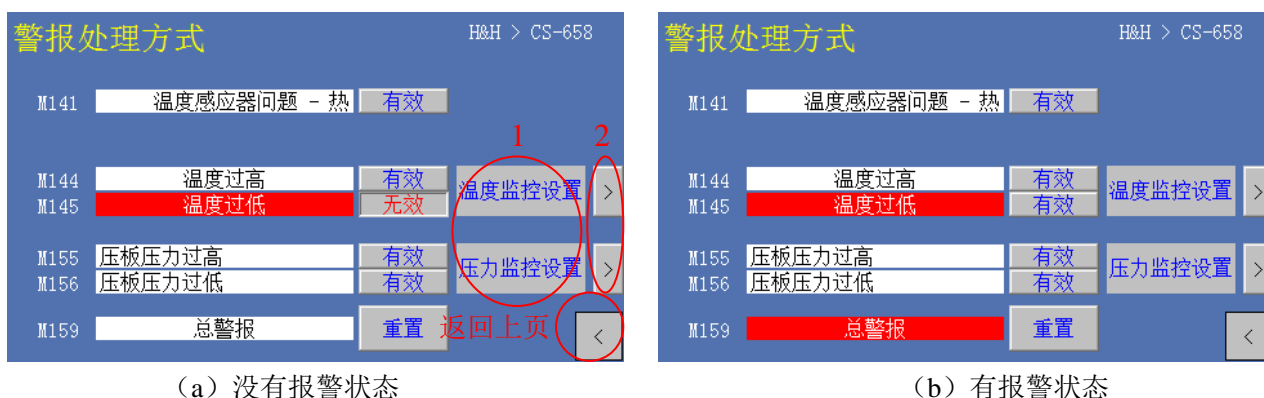 警报处理方式 H&H > CS-658
M141 温度感应器问题 - 热 有效
1 2
M144 温度过高 有效 温度监控设置 >
M145 温度过低 无效
M155 压板压力过高 有效 压力监控设置 >
M156 压板压力过低 有效
M159 总警报 重置 返回上页 <
(a)没有报警状态
警报处理方式 H&H > CS-658
M141 温度感应器问题 - 热 有效
M144 温度过高 有效 温度监控设置 >
M145 温度过低 有效
M155 压板压力过高 有效 压力监控设置 >
M156 压板压力过低 有效
M159 总警报 重置 <
(b)有报警状态